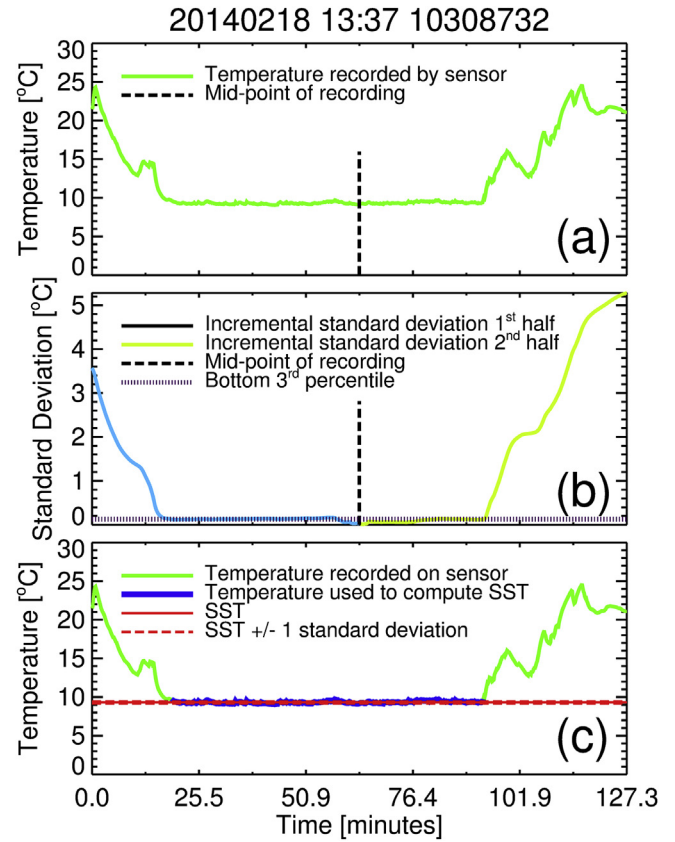 20140218 13:37 10308732
30
25
20
15
10
5
0
Temperature [°C]
Temperature recorded by sensor
Mid-point of recording
(a)
5
4
3
2
1
0
Standard Deviation [°C]
Incremental standard deviation 1st half
Incremental standard deviation 2nd half
Mid-point of recording
Bottom 3rd percentile
(b)
30
25
20
15
10
5
0
Temperature [°C]
Temperature recorded on sensor
Temperature used to compute SST
SST
SST +/- 1 standard deviation
(c)
0.0 25.5 50.9 76.4 101.9 127.3
Time [minutes]